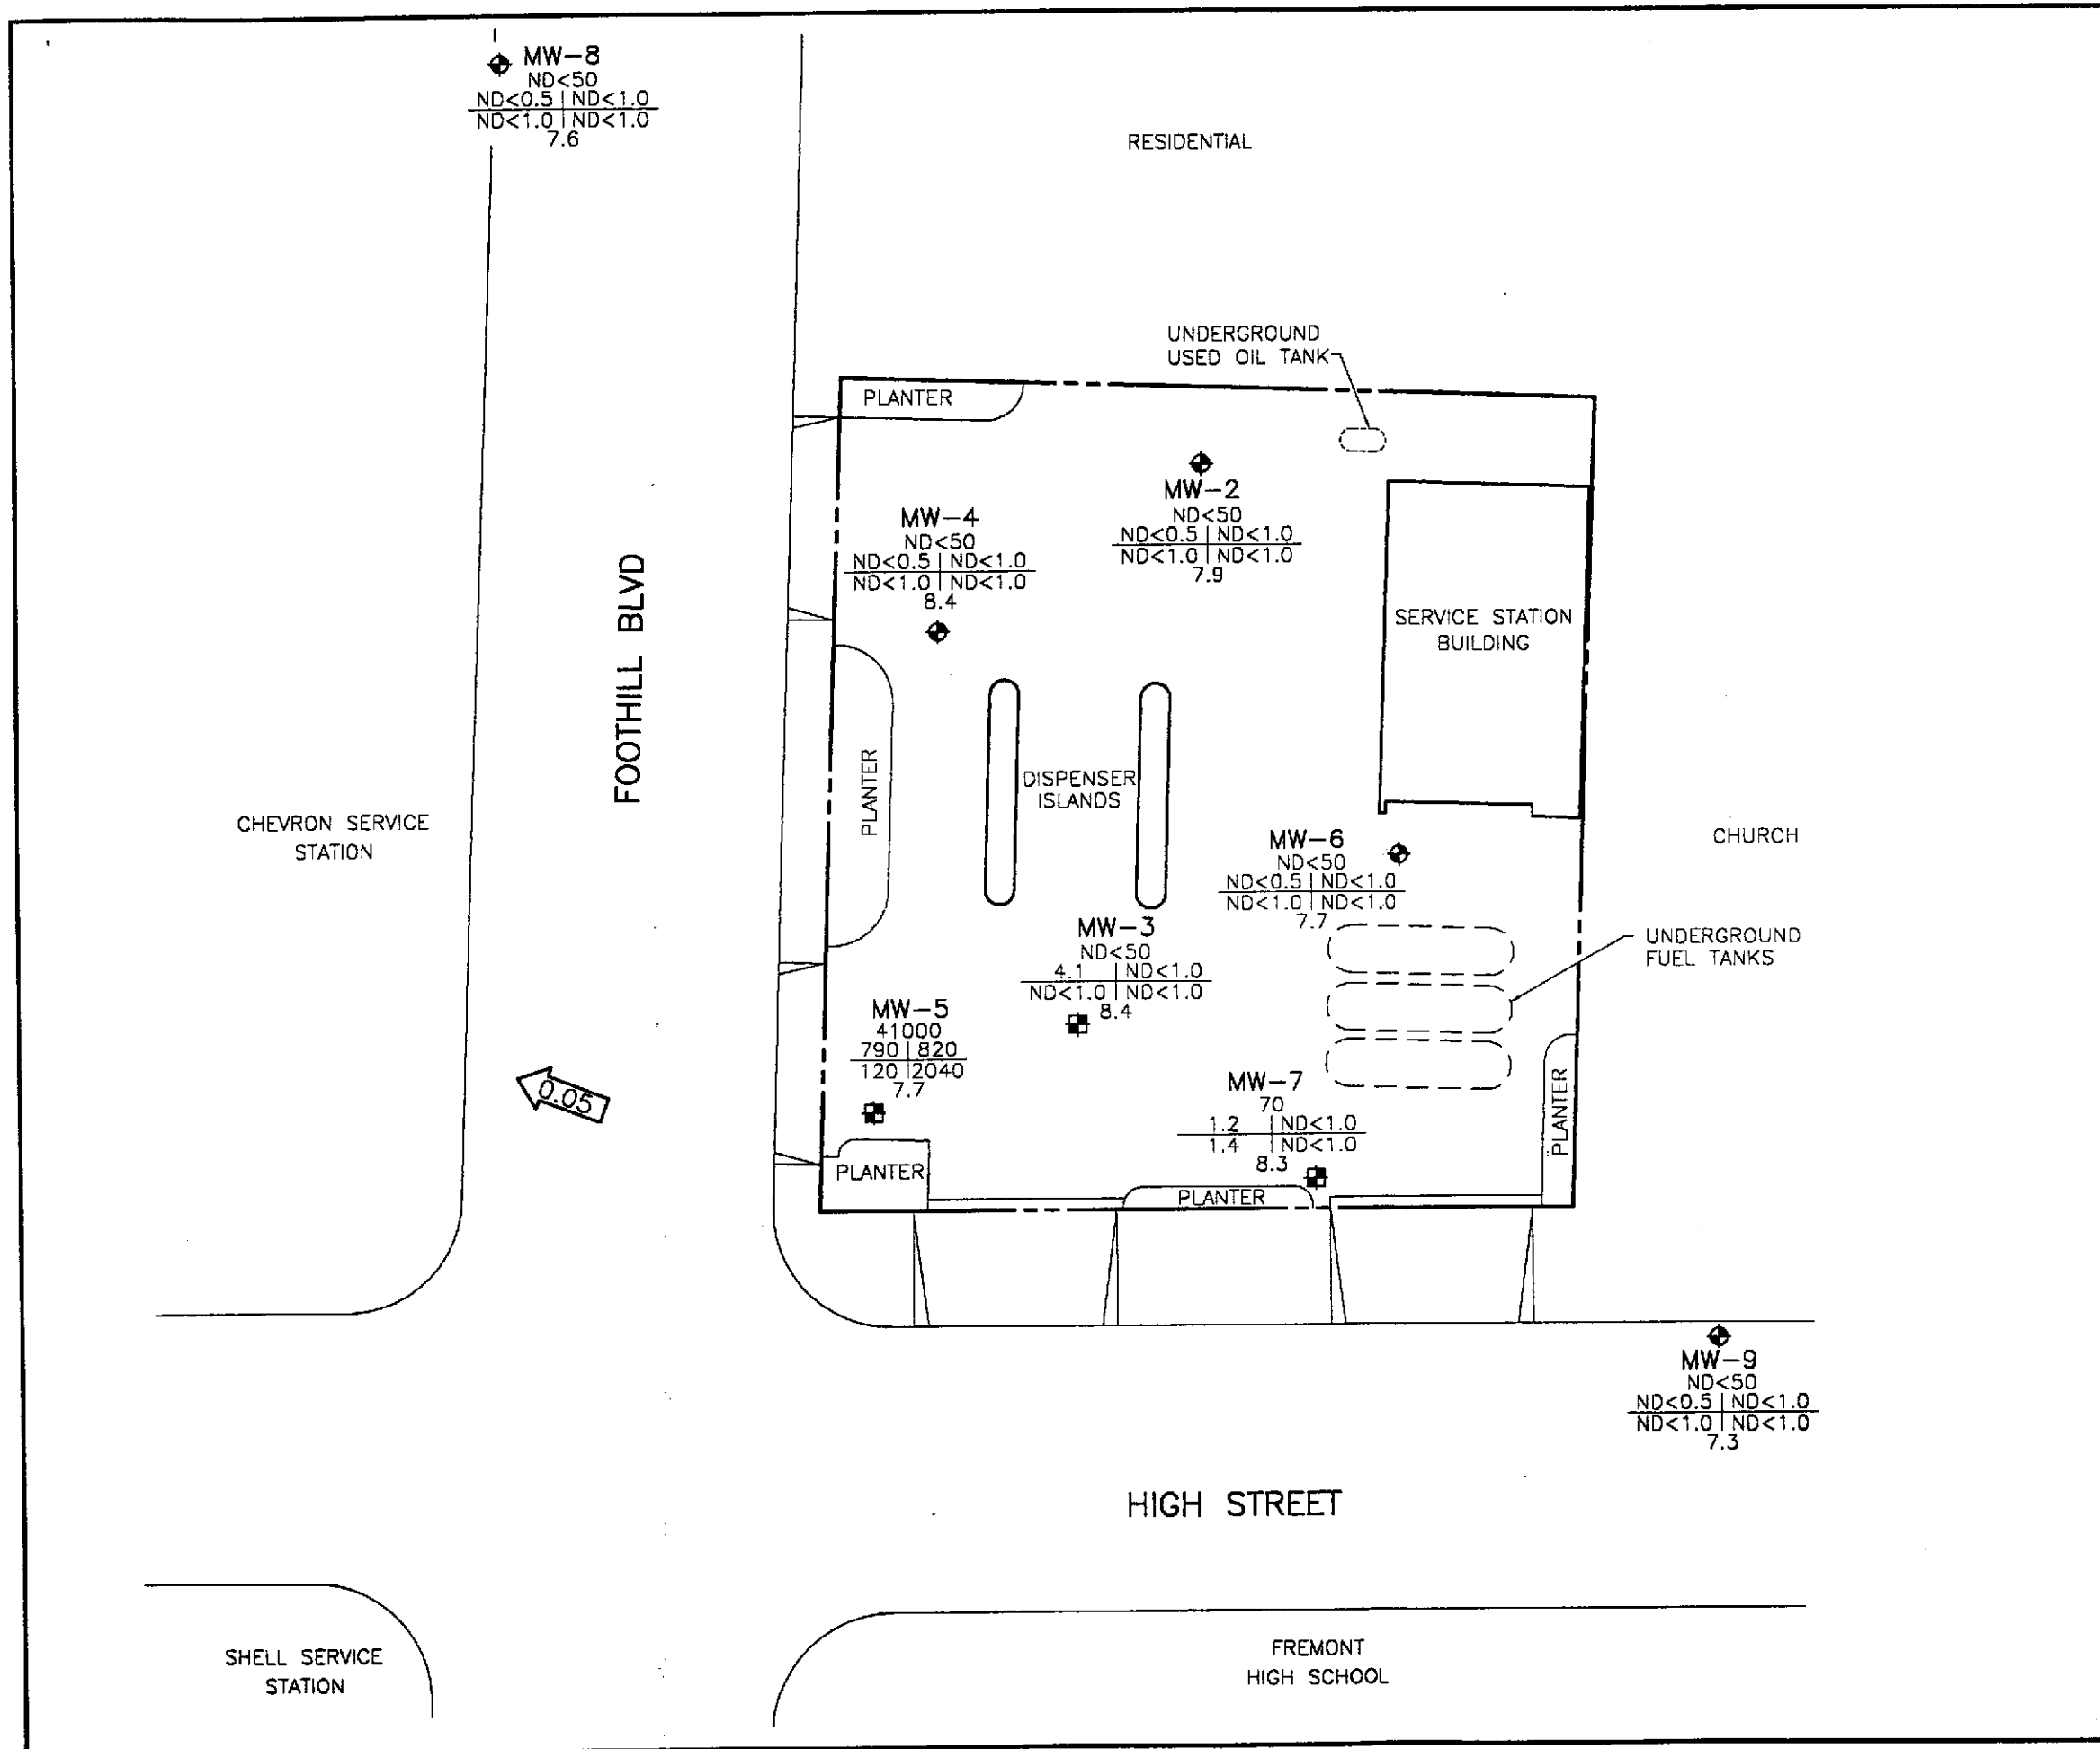 MW-8
ND<50
ND<0.5 | ND<1.0
ND<1.0 | ND<1.0
7.6
RESIDENTIAL
UNDERGROUND
USED OIL TANK
PLANTER
MW-2
ND<50
ND<0.5 | ND<1.0
ND<1.0 | ND<1.0
7.9
MW-4
ND<50
ND<0.5 | ND<1.0
ND<1.0 | ND<1.0
8.4
FOOTHILL BLVD
SERVICE STATION
BUILDING
PLANTER
DISPENSER
ISLANDS
CHEVRON SERVICE
STATION
CHURCH
MW-6
ND<50
ND<0.5 | ND<1.0
ND<1.0 | ND<1.0
7.7
MW-3
ND<50
4.1 | ND<1.0
ND<1.0 | ND<1.0
8.4
UNDERGROUND
FUEL TANKS
MW-5
41000
790 | 820
120 | 2040
7.7
0.05
MW-7
70
1.2 | ND<1.0
1.4 | ND<1.0
8.3
PLANTER
PLANTER
PLANTER
MW-9
ND<50
ND<0.5 | ND<1.0
ND<1.0 | ND<1.0
7.3
HIGH STREET
SHELL SERVICE
STATION
FREMONT
HIGH SCHOOL